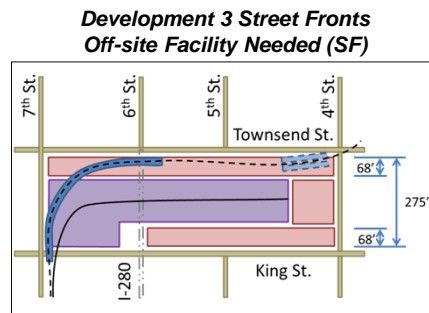 Development 3 Street Fronts
Off-site Facility Needed (SF)
7th St.
6th St.
5th St.
4th St.
Townsend St.
68'
275'
68'
I-280
King St.